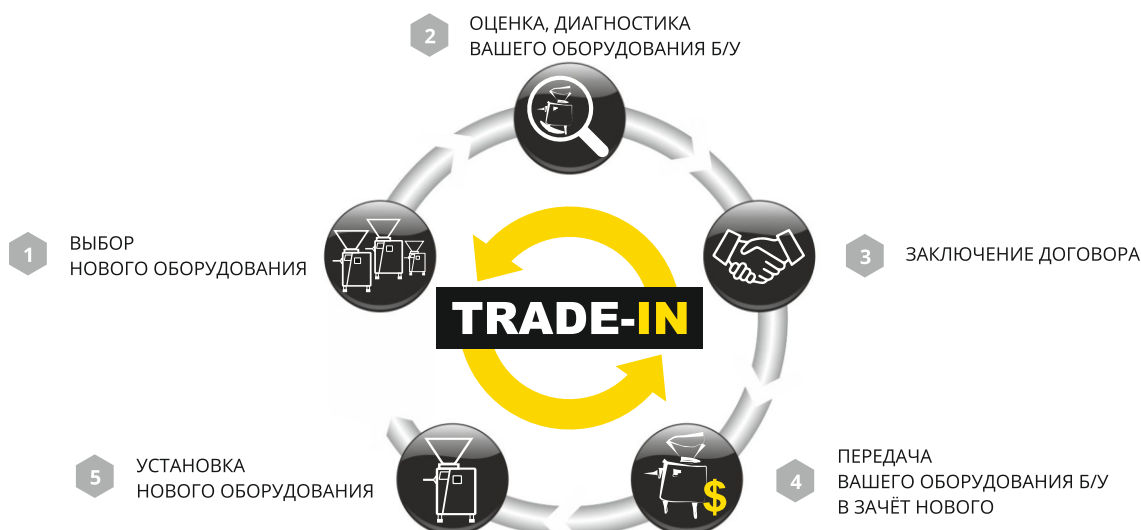 2
ОЦЕНКА, ДИАГНОСТИКА
ВАШЕГО ОБОРУДОВАНИЯ Б/У
1
ВЫБОР
НОВОГО ОБОРУДОВАНИЯ
3
ЗАКЛЮЧЕНИЕ ДОГОВОРА
TRADE-IN
5
УСТАНОВКА
НОВОГО ОБОРУДОВАНИЯ
4
ПЕРЕДАЧА
ВАШЕГО ОБОРУДОВАНИЯ Б/У
В ЗАЧЁТ НОВОГО
$